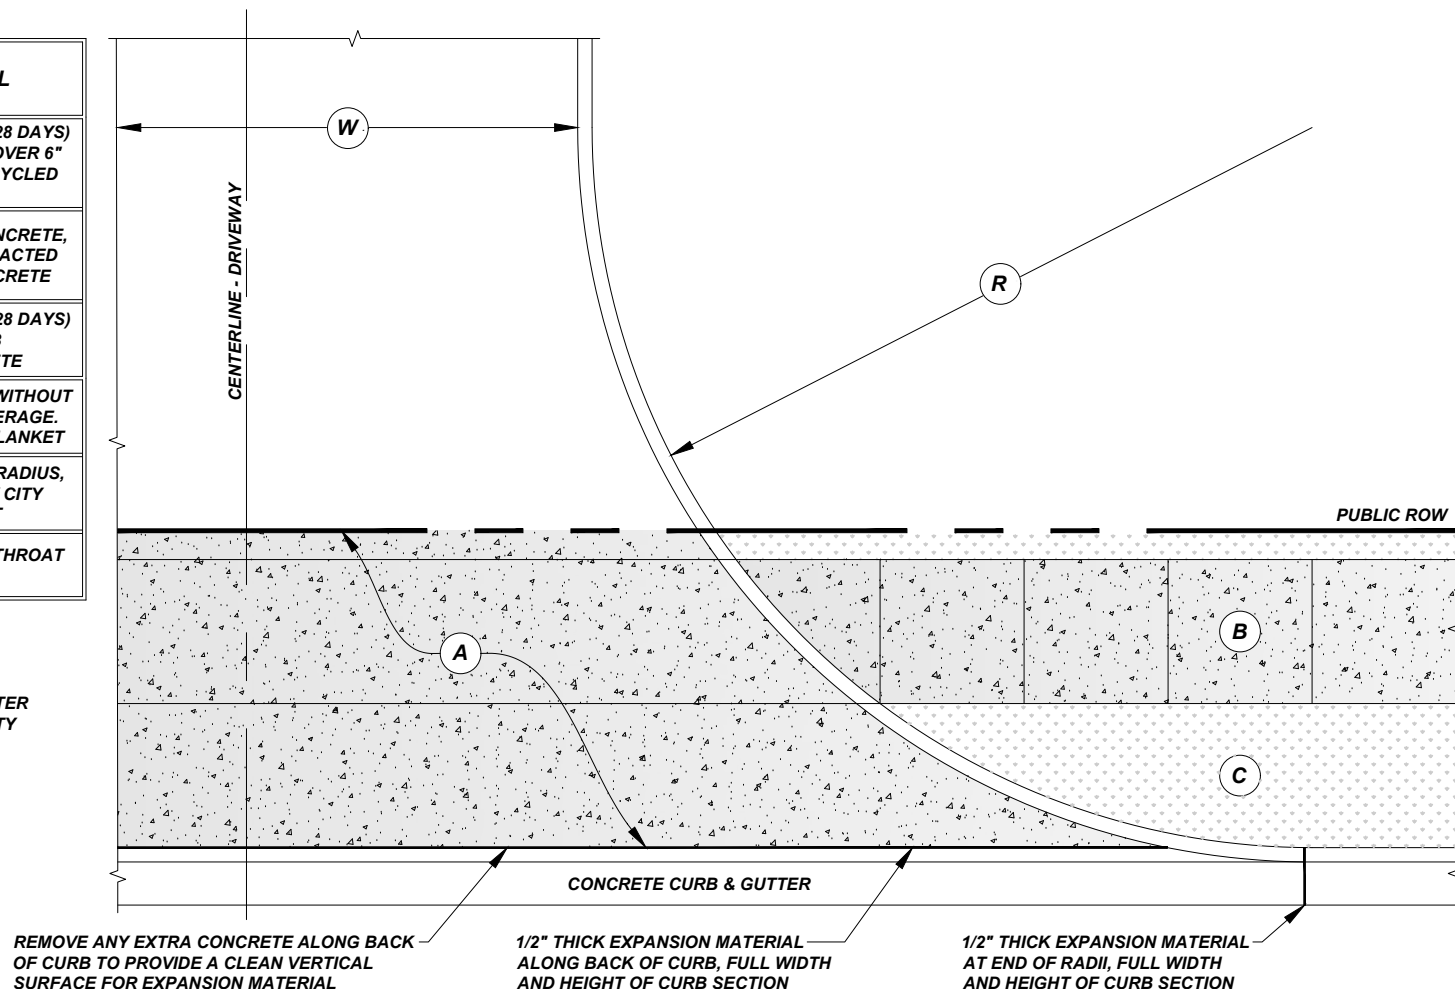 L
28 DAYS)
OVER 6"
YCLED
NCRETE,
ACTED
CRETE
28 DAYS)
TE
WITHOUT
ERAGE.
LANKET
RADIUS,
CITY
THROAT
TER
TY
W
CENTERLINE - DRIVEWAY
R
PUBLIC ROW
A
B
C
CONCRETE CURB & GUTTER
REMOVE ANY EXTRA CONCRETE ALONG BACK
OF CURB TO PROVIDE A CLEAN VERTICAL
SURFACE FOR EXPANSION MATERIAL
1/2" THICK EXPANSION MATERIAL
ALONG BACK OF CURB, FULL WIDTH
AND HEIGHT OF CURB SECTION
1/2" THICK EXPANSION MATERIAL
AT END OF RADII, FULL WIDTH
AND HEIGHT OF CURB SECTION